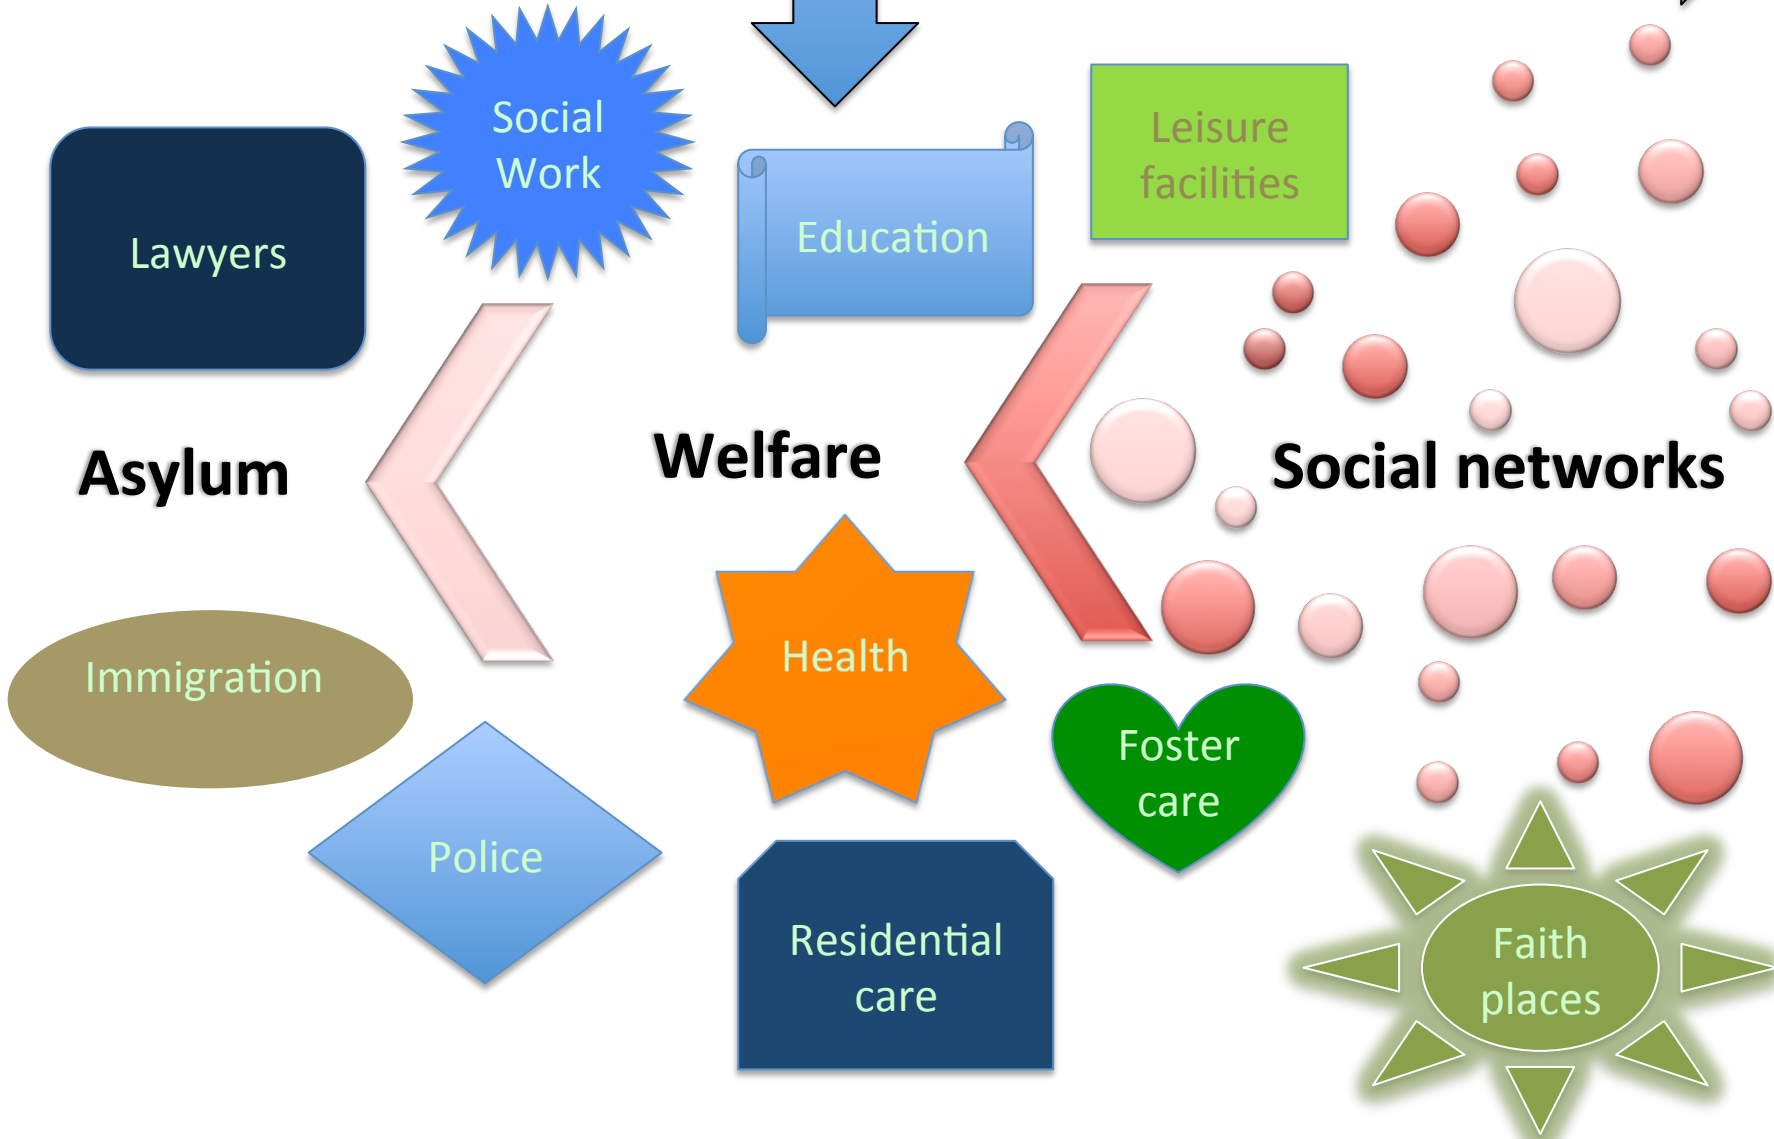 Social
Work
Leisure
facilities
Lawyers
Education
Asylum
Welfare
Social networks
Immigration
Health
Foster
care
Police
Residential
care
Faith
places